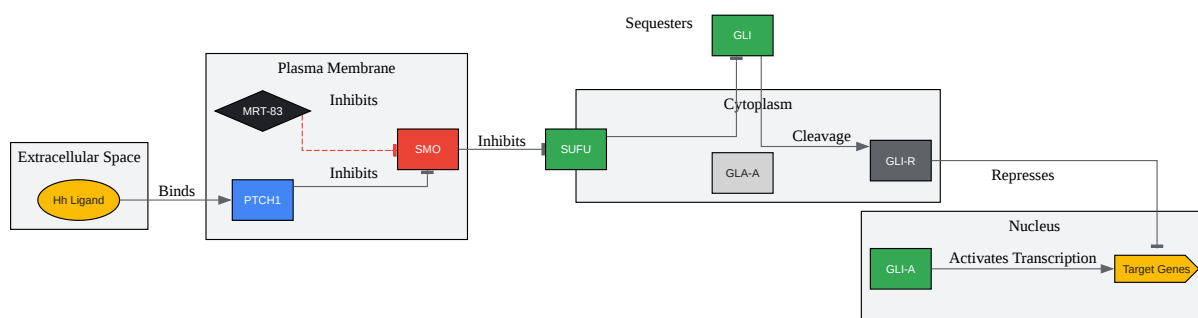 Sequesters
GLI
Plasma Membrane
MRT-83
Inhibits
Cytoplasm
SMO
Inhibits
SUFU
Cleavage
GLI-R
Extracellular Space
Inhibits
GLA-A
Represses
Hh Ligand
Binds
PTCH1
Nucleus
GLI-A
Activates Transcription
Target Genes